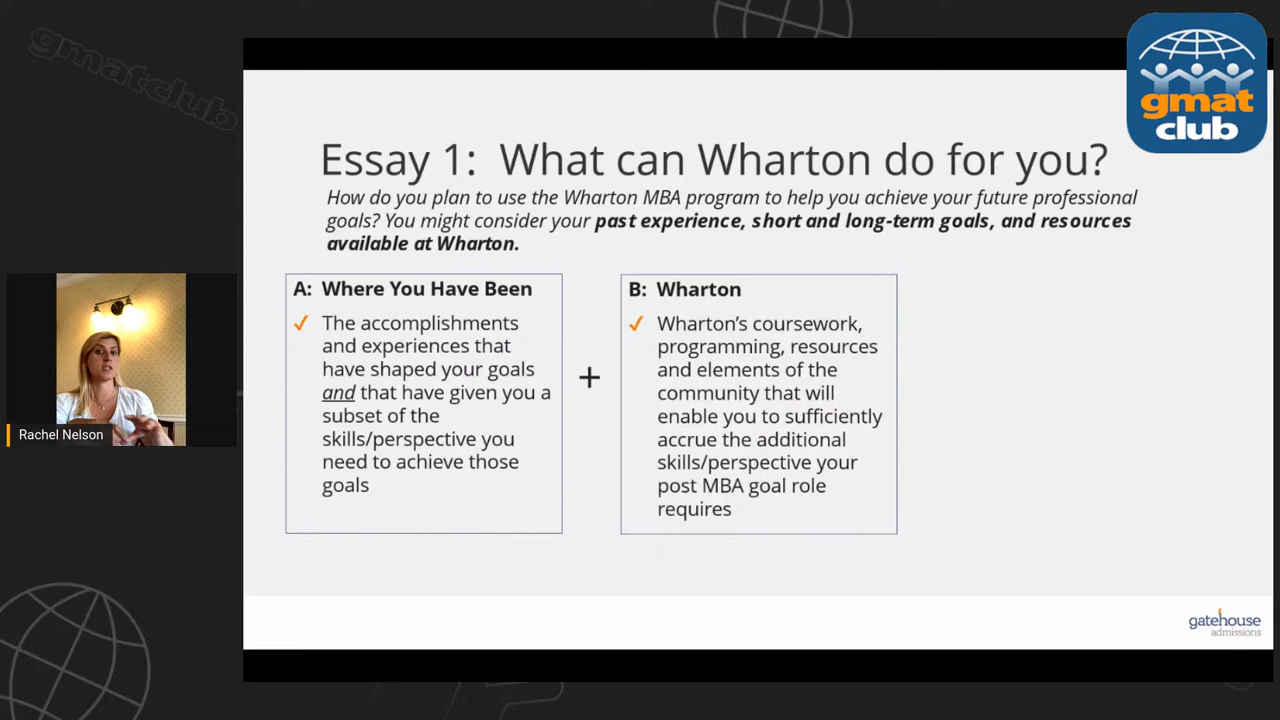 gmatclub
gmat
club
Essay 1: What can Wharton do for you?
How do you plan to use the Wharton MBA program to help you achieve your future professional
goals? You might consider your past experience, short and long-term goals, and resources
available at Wharton.
A: Where You Have Been
✓ The accomplishments
and experiences that
have shaped your goals
and that have given you a
subset of the
skills/perspective you
need to achieve those
goals
+
B: Wharton
✓ Wharton’s coursework,
programming, resources
and elements of the
community that will
enable you to sufficiently
accrue the additional
skills/perspective your
post MBA goal role
requires
Rachel Nelson
gatehouse
admissions